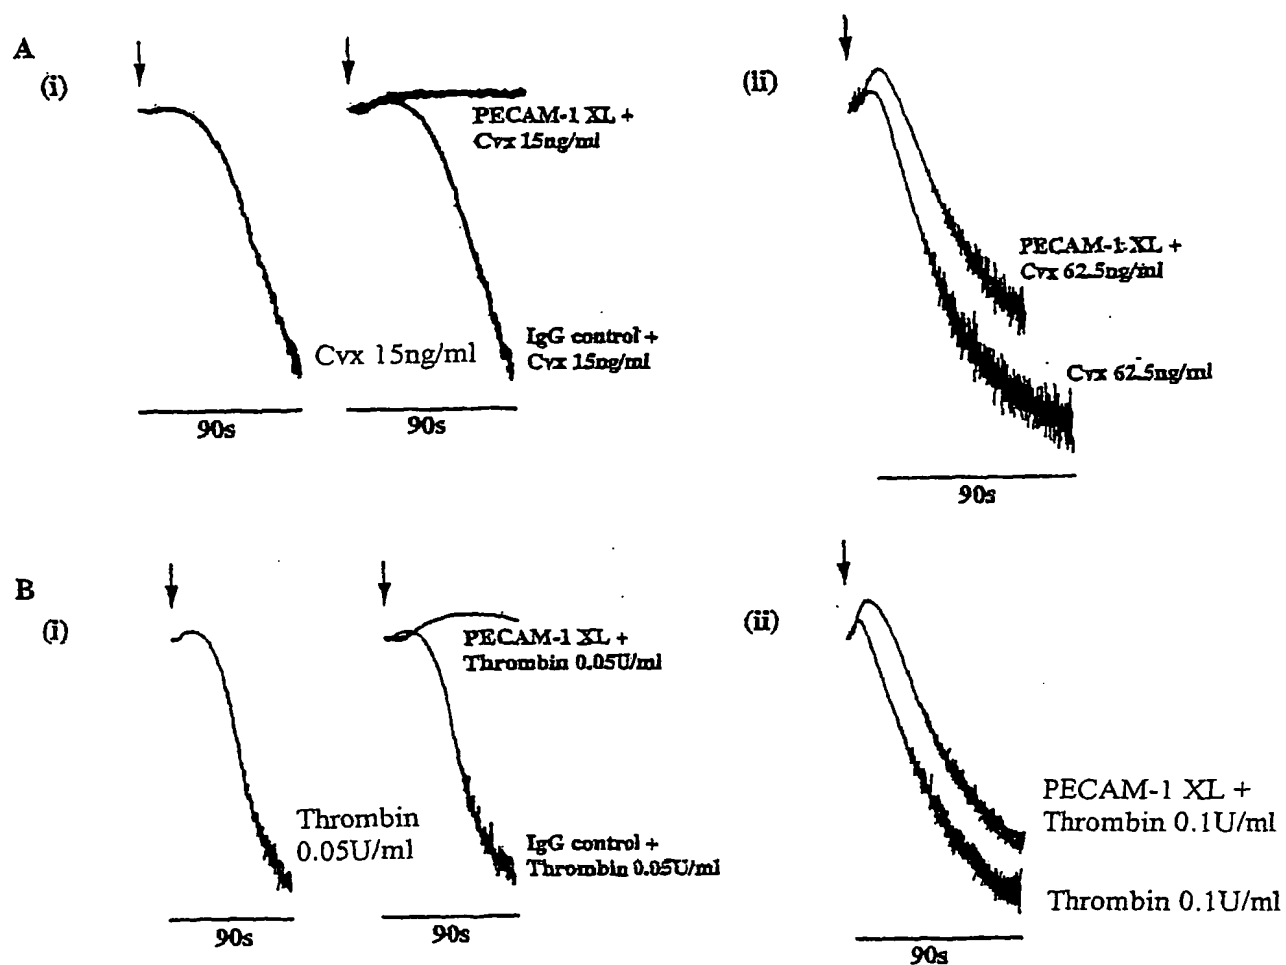 A
(i)
PECAM-1 XL +
Cvx 15ng/ml
Cvx 15ng/ml
IgG control +
Cvx 15ng/ml
90s
90s
(ii)
PECAM-1 XL +
Cvx 62.5ng/ml
Cvx 62.5ng/ml
90s
B
(i)
PECAM-1 XL +
Thrombin 0.05U/ml
Thrombin
0.05U/ml
IgG control +
Thrombin 0.05U/ml
90s
90s
(ii)
PECAM-1 XL +
Thrombin 0.1U/ml
Thrombin 0.1U/ml
90s